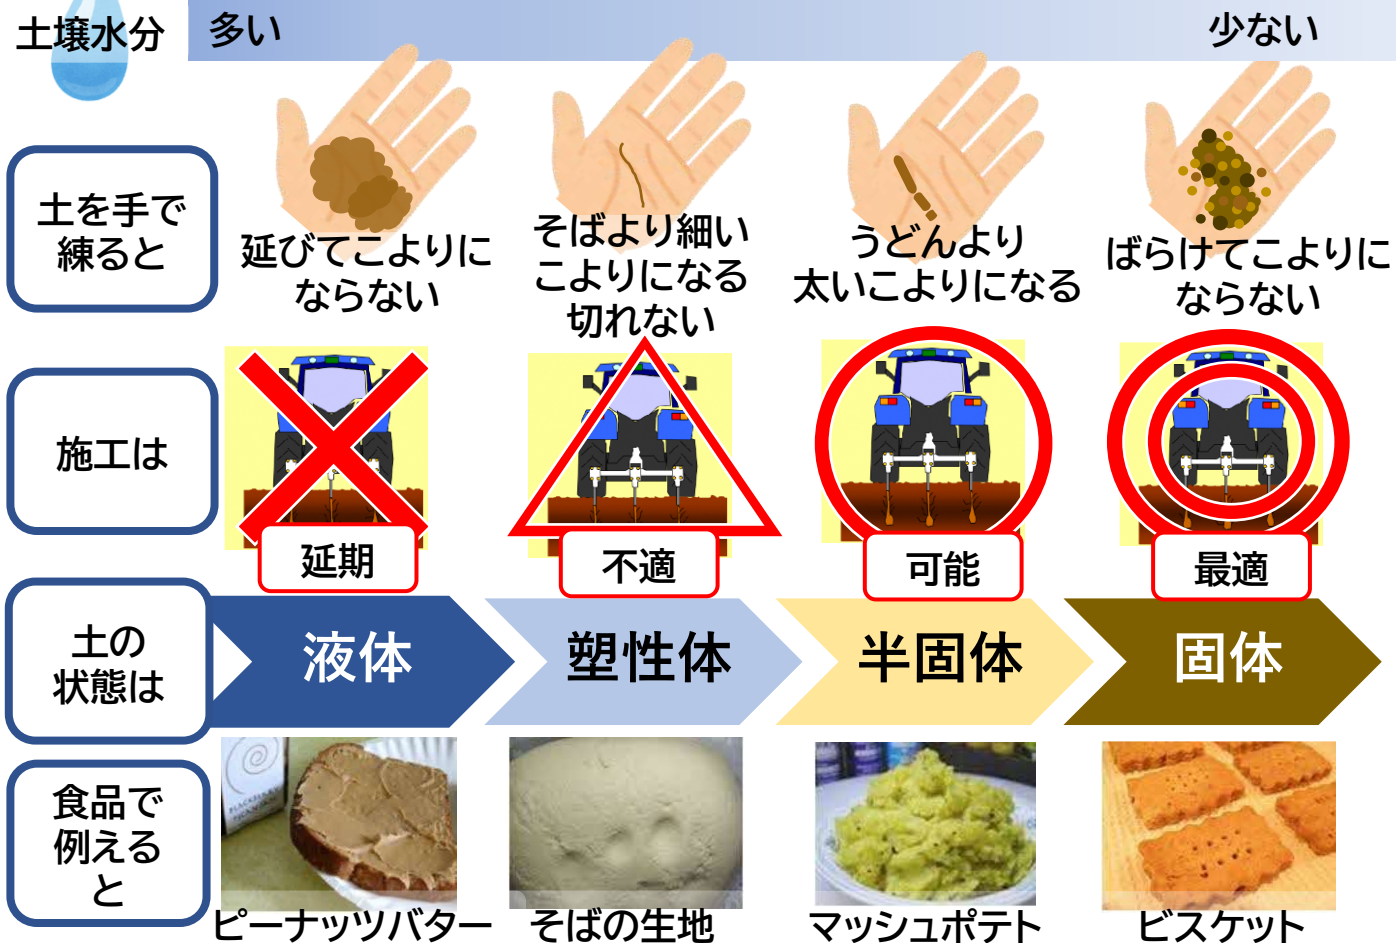 土壌水分
多い
少ない
土を手で
練ると
延びてこよりに
ならない
そばより細い
こよりになる
切れない
うどんより
太いこよりになる
ばらけてこよりに
ならない
施工は
延期
不適
可能
最適
土の
状態は
液体
塑性体
半固体
固体
食品で
例える
と
ピーナッツバター
そばの生地
マッシュポテト
ビスケット